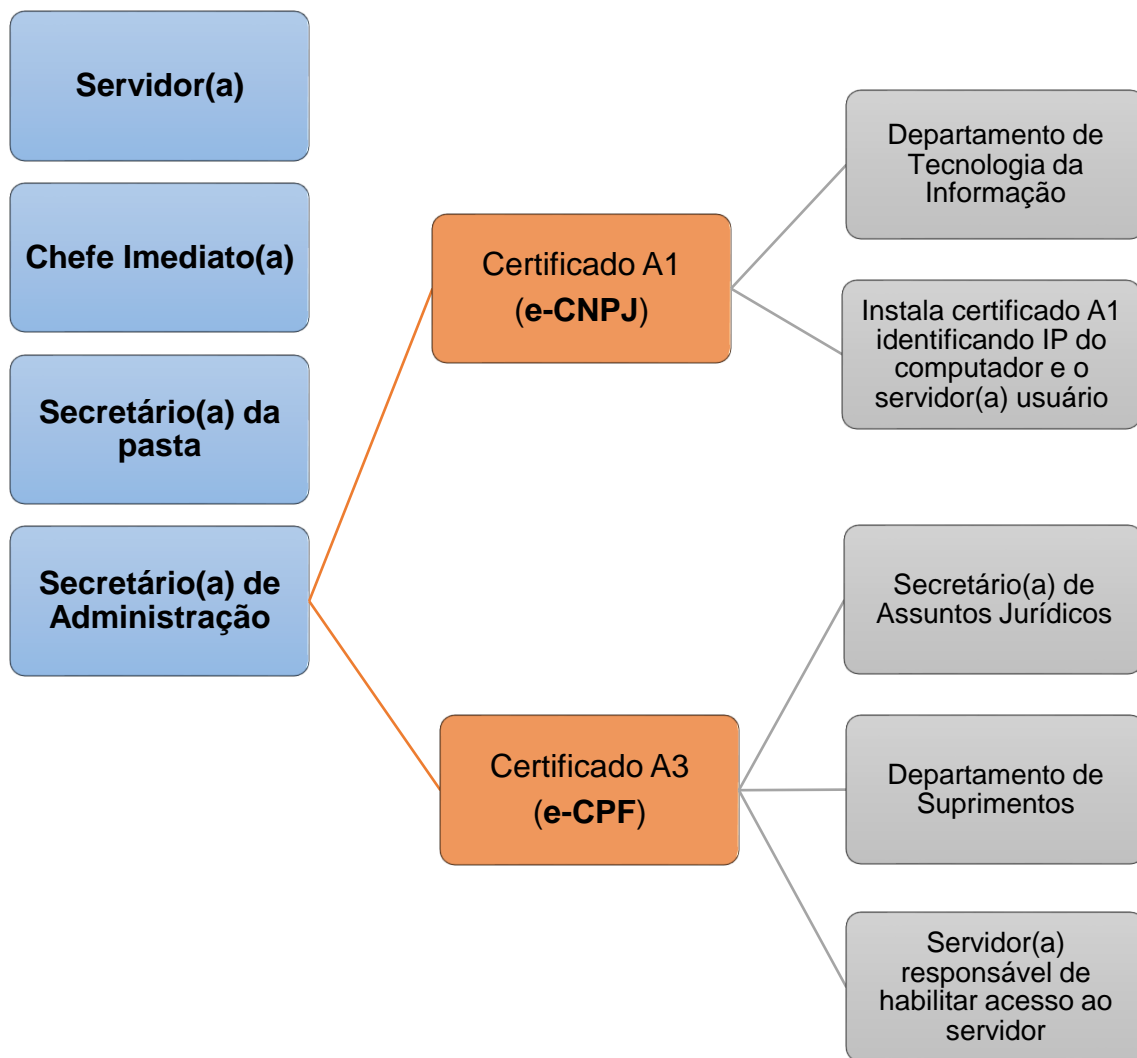 Servidor(a)
Chefe Imediato(a)
Secretário(a) da
pasta
Secretário(a) de
Administração
Certificado A1
(e-CNPJ)
Departamento de
Tecnologia da
Informação
Instala certificado A1
identificando IP do
computador e o
servidor(a) usuário
Certificado A3
(e-CPF)
Secretário(a) de
Assuntos Jurídicos
Departamento de
Suprimentos
Servidor(a)
responsável de
habilitar acesso ao
servidor